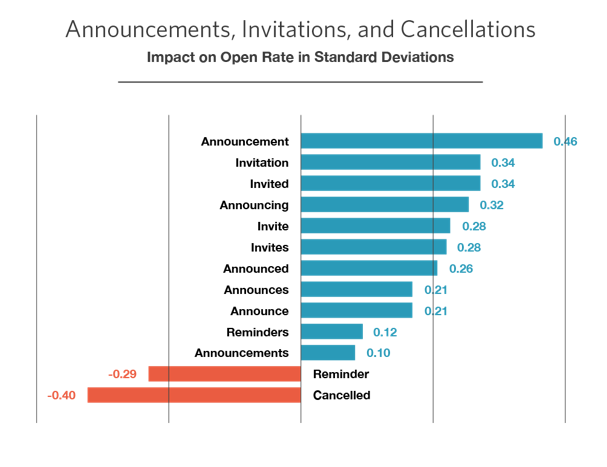 Announcements, Invitations, and Cancellations
Impact on Open Rate in Standard Deviations
Announcement 0.46
Invitation 0.34
Invited 0.34
Announcing 0.32
Invite 0.28
Invites 0.28
Announced 0.26
Announces 0.21
Announce 0.21
Reminders 0.12
Announcements 0.10
-0.29 Reminder
-0.40 Cancelled